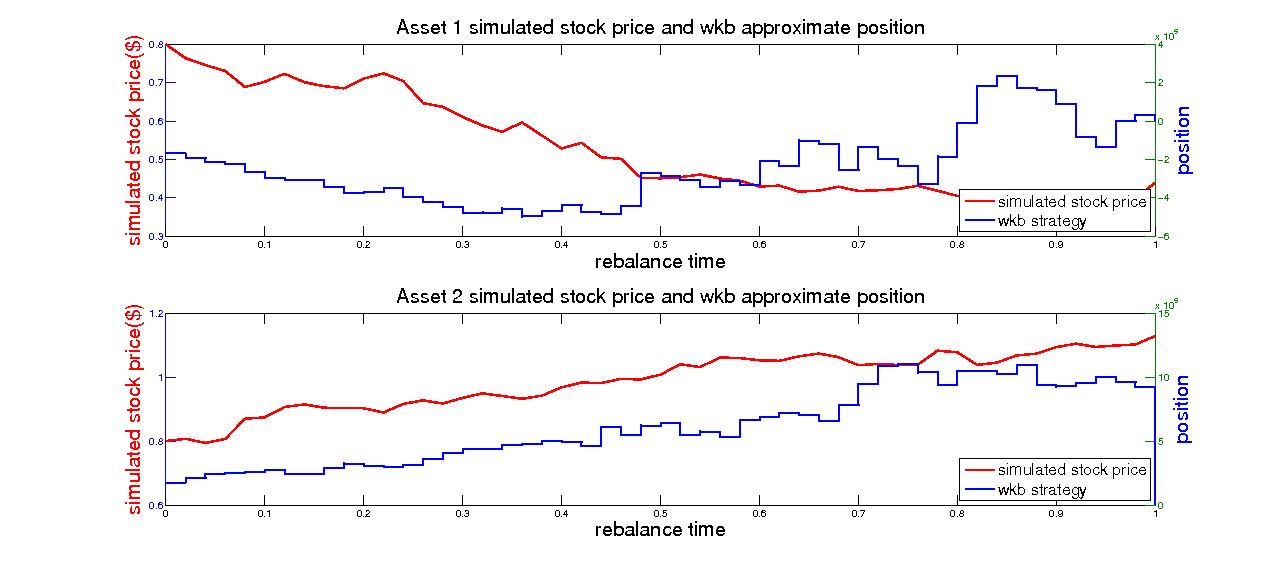 Asset 1 simulated stock price and wkb approximate position
x 10^5
simulated stock price($)
0.8
0.7
0.6
0.5
0.4
0.3
4
2
0
-2
-4
-6
position
simulated stock price
wkb strategy
0 0.1 0.2 0.3 0.4 0.5 0.6 0.7 0.8 0.9 1
rebalance time
Asset 2 simulated stock price and wkb approximate position
x 10^5
simulated stock price($)
1.2
1
0.8
0.6
15
10
5
0
position
simulated stock price
wkb strategy
0 0.1 0.2 0.3 0.4 0.5 0.6 0.7 0.8 0.9 1
rebalance time